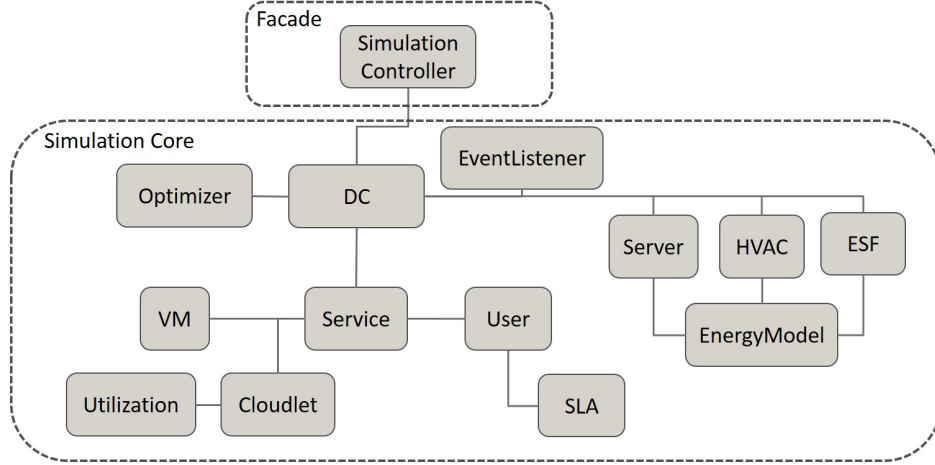 Facade
Simulation
Controller
Simulation Core
EventListener
Optimizer
DC
Server
HVAC
ESF
VM
Service
User
EnergyModel
Utilization
Cloudlet
SLA